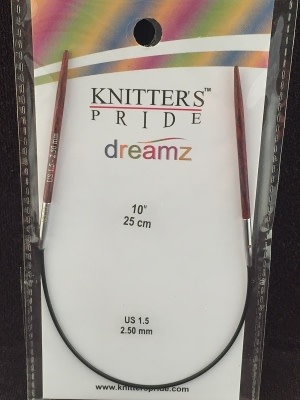 KNITTER'S™
PRIDE
dreamz
10"
25 cm
US 1.5
2.50 mm
www.knitterspride.com